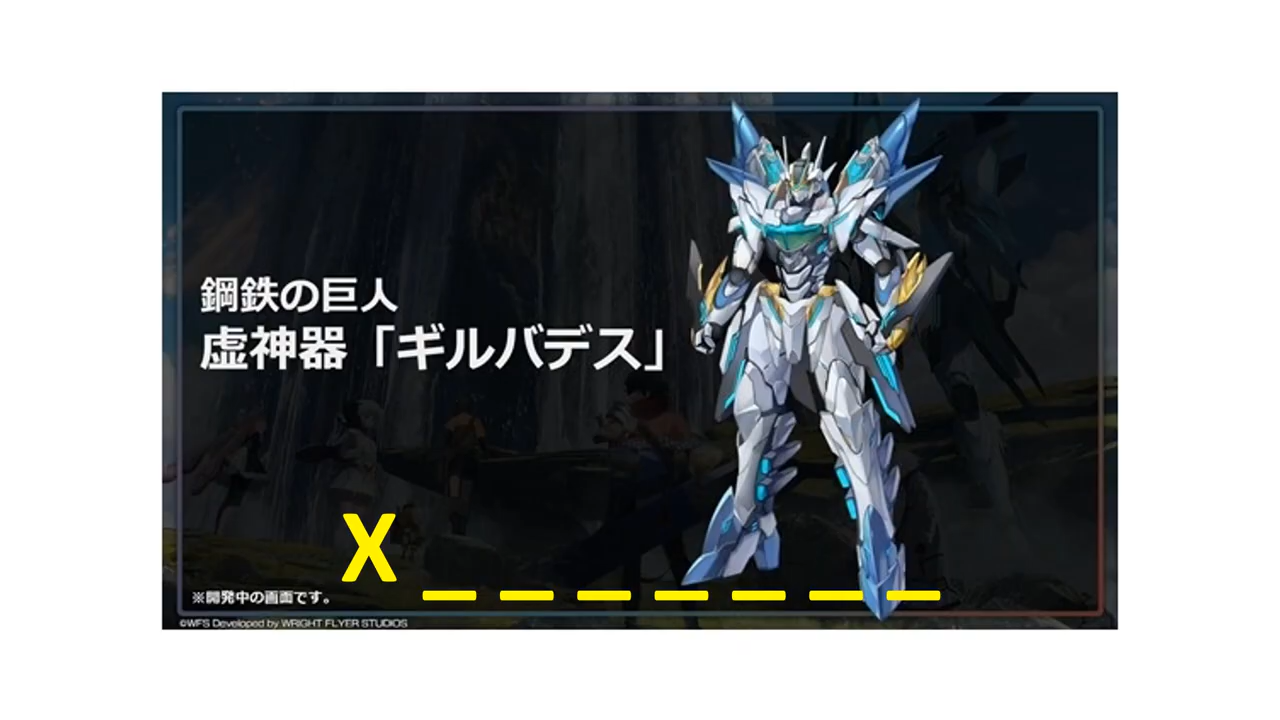 鋼鉄の巨人
虚神器「ギルバデス」
X _ _ _ _ _ _ _
※開発中の画面です。
©WFS Developed by WRIGHT FLYER STUDIOS